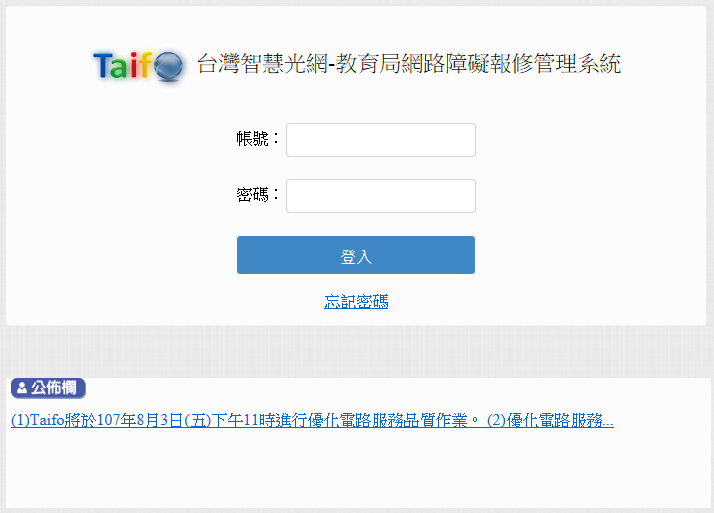 Taifo 台灣智慧光網-教育局網路障礙報修管理系統
帳號：
密碼：
登入
忘記密碼
公佈欄
(1)Taifo將於107年8月3日(五)下午11時進行優化電路服務品質作業。 (2)優化電路服務...